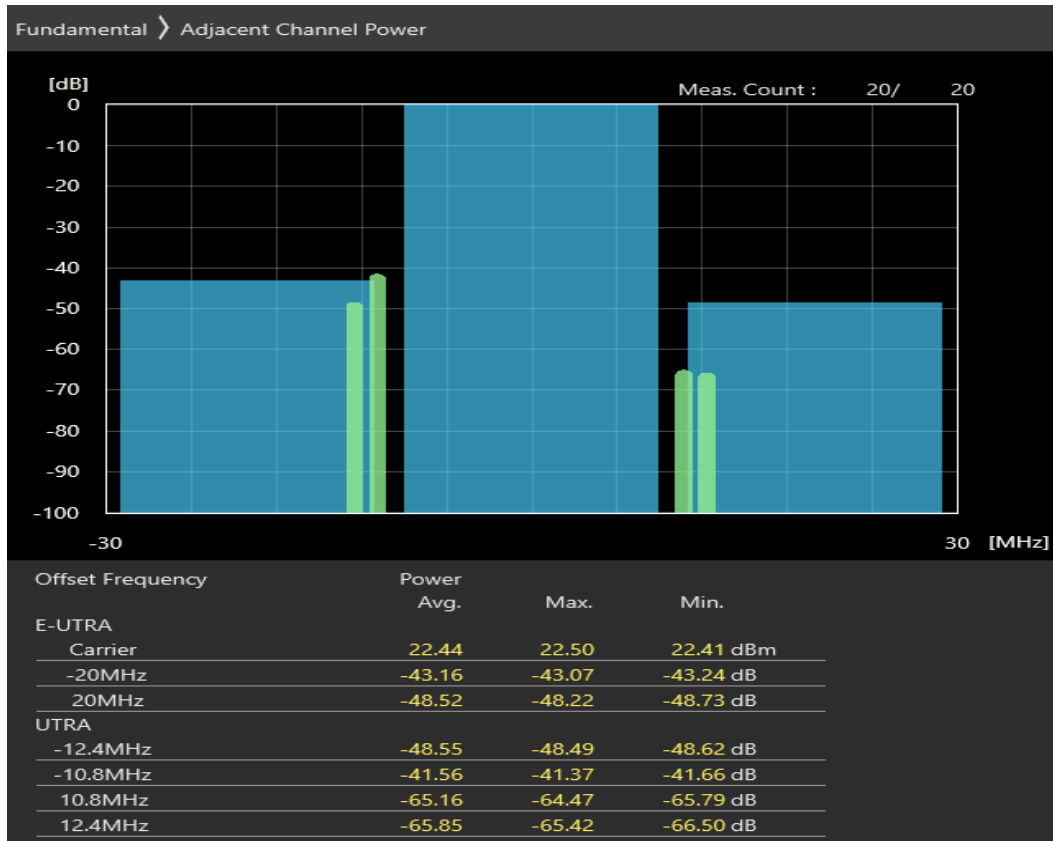 Fundamental 〉 Adjacent Channel Power
[dB]
Meas. Count : 20/ 20
0
-10
-20
-30
-40
-50
-60
-70
-80
-90
-100
-30 30 [MHz]
Offset Frequency Power
Avg. Max. Min.
E-UTRA
Carrier 22.44 22.50 22.41 dBm
-20MHz -43.16 -43.07 -43.24 dB
20MHz -48.52 -48.22 -48.73 dB
UTRA
-12.4MHz -48.55 -48.49 -48.62 dB
-10.8MHz -41.56 -41.37 -41.66 dB
10.8MHz -65.16 -64.47 -65.79 dB
12.4MHz -65.85 -65.42 -66.50 dB